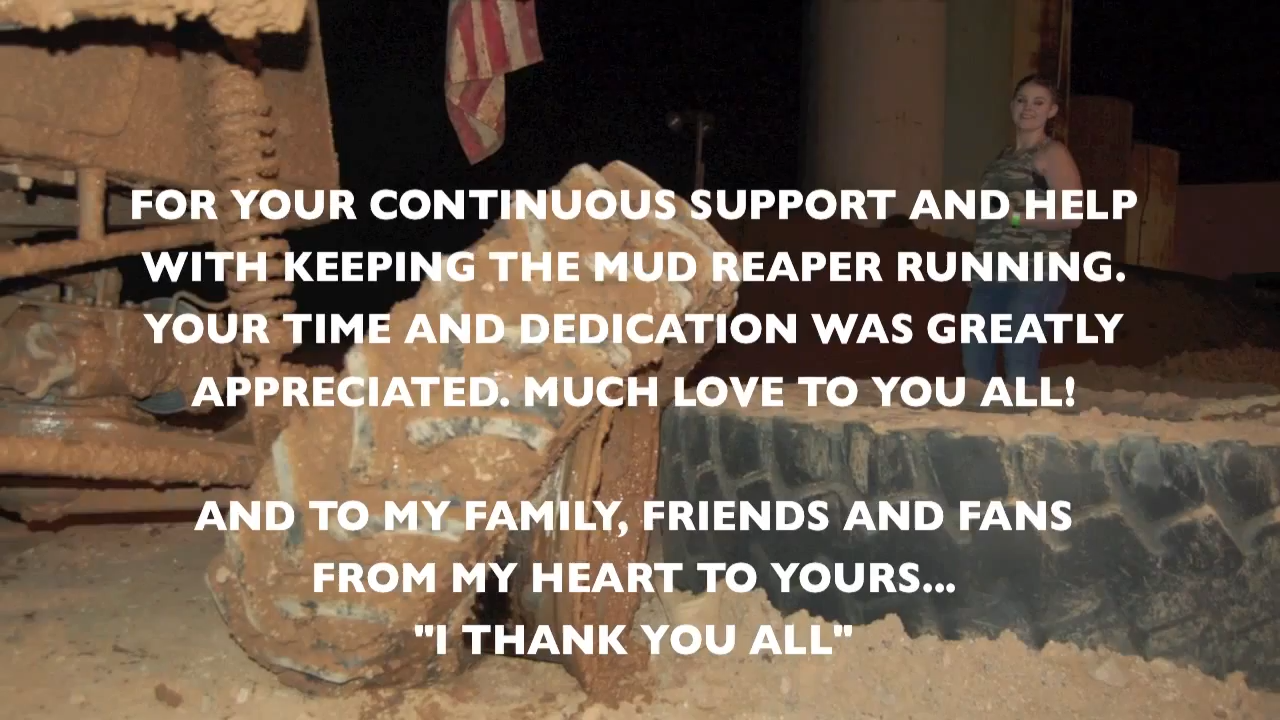 FOR YOUR CONTINUOUS SUPPORT AND HELP
WITH KEEPING THE MUD REAPER RUNNING.
YOUR TIME AND DEDICATION WAS GREATLY
APPRECIATED. MUCH LOVE TO YOU ALL!
AND TO MY FAMILY, FRIENDS AND FANS
FROM MY HEART TO YOURS...
"I THANK YOU ALL"